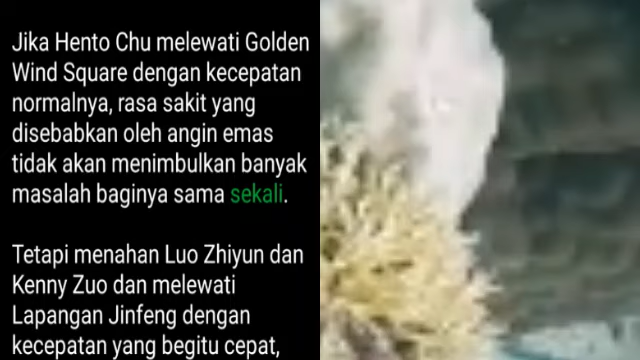 Jika Hento Chu melewati Golden
Wind Square dengan kecepatan
normalnya, rasa sakit yang
disebabkan oleh angin emas
tidak akan menimbulkan banyak
masalah baginya sama sekali.
Tetapi menahan Luo Zhiyun dan
Kenny Zuo dan melewati
Lapangan Jinfeng dengan
kecepatan yang begitu cepat,